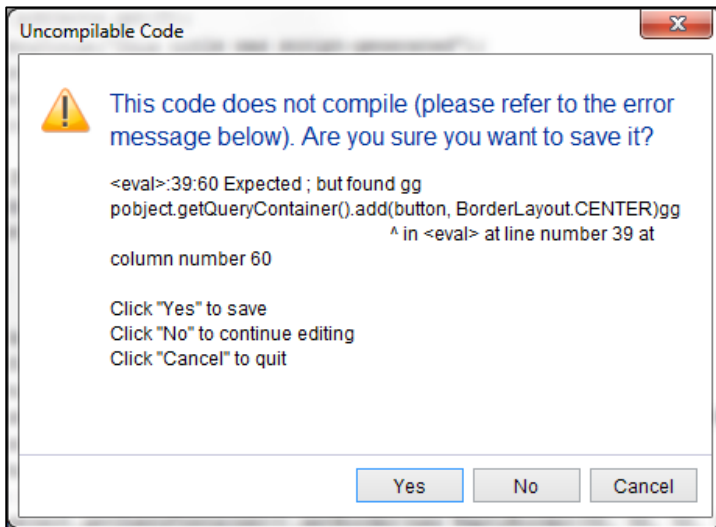 Uncompilable Code
This code does not compile (please refer to the error
message below). Are you sure you want to save it?
<eval>:39:60 Expected ; but found gg
pobject.getQueryContainer().add(button, BorderLayout.CENTER)gg
^ in <eval> at line number 39 at
column number 60
Click "Yes" to save
Click "No" to continue editing
Click "Cancel" to quit
Yes No Cancel